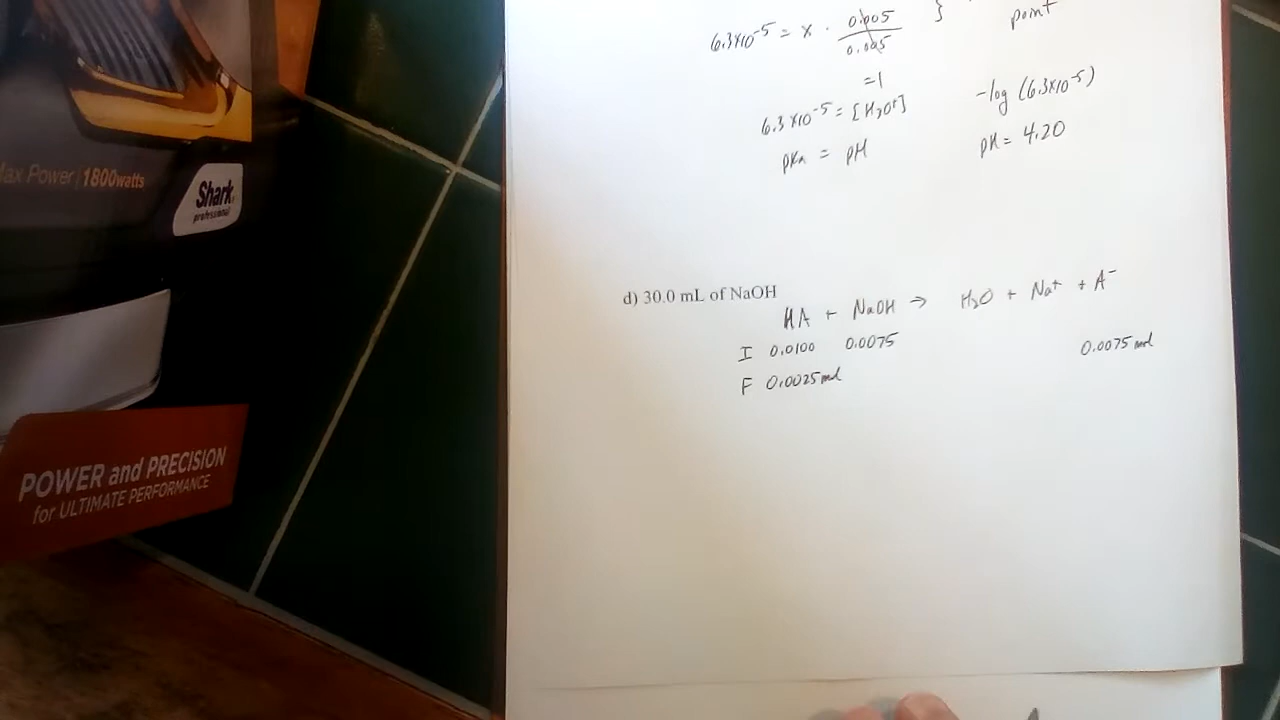 Max Power | 1800watts
Shark
professional
POWER and PRECISION
for ULTIMATE PERFORMANCE
6.3x10⁻⁵ = x · 0.005 / 0.005 } point
=1
6.3x10⁻⁵ = [H₃O⁺] -log (6.3x10⁻⁵)
pKa = pH pH = 4.20
d) 30.0 mL of NaOH
HA + NaOH → H₂O + Na⁺ + A⁻
I 0.0100 0.0075 0.0075 mol
F 0.0025 mol